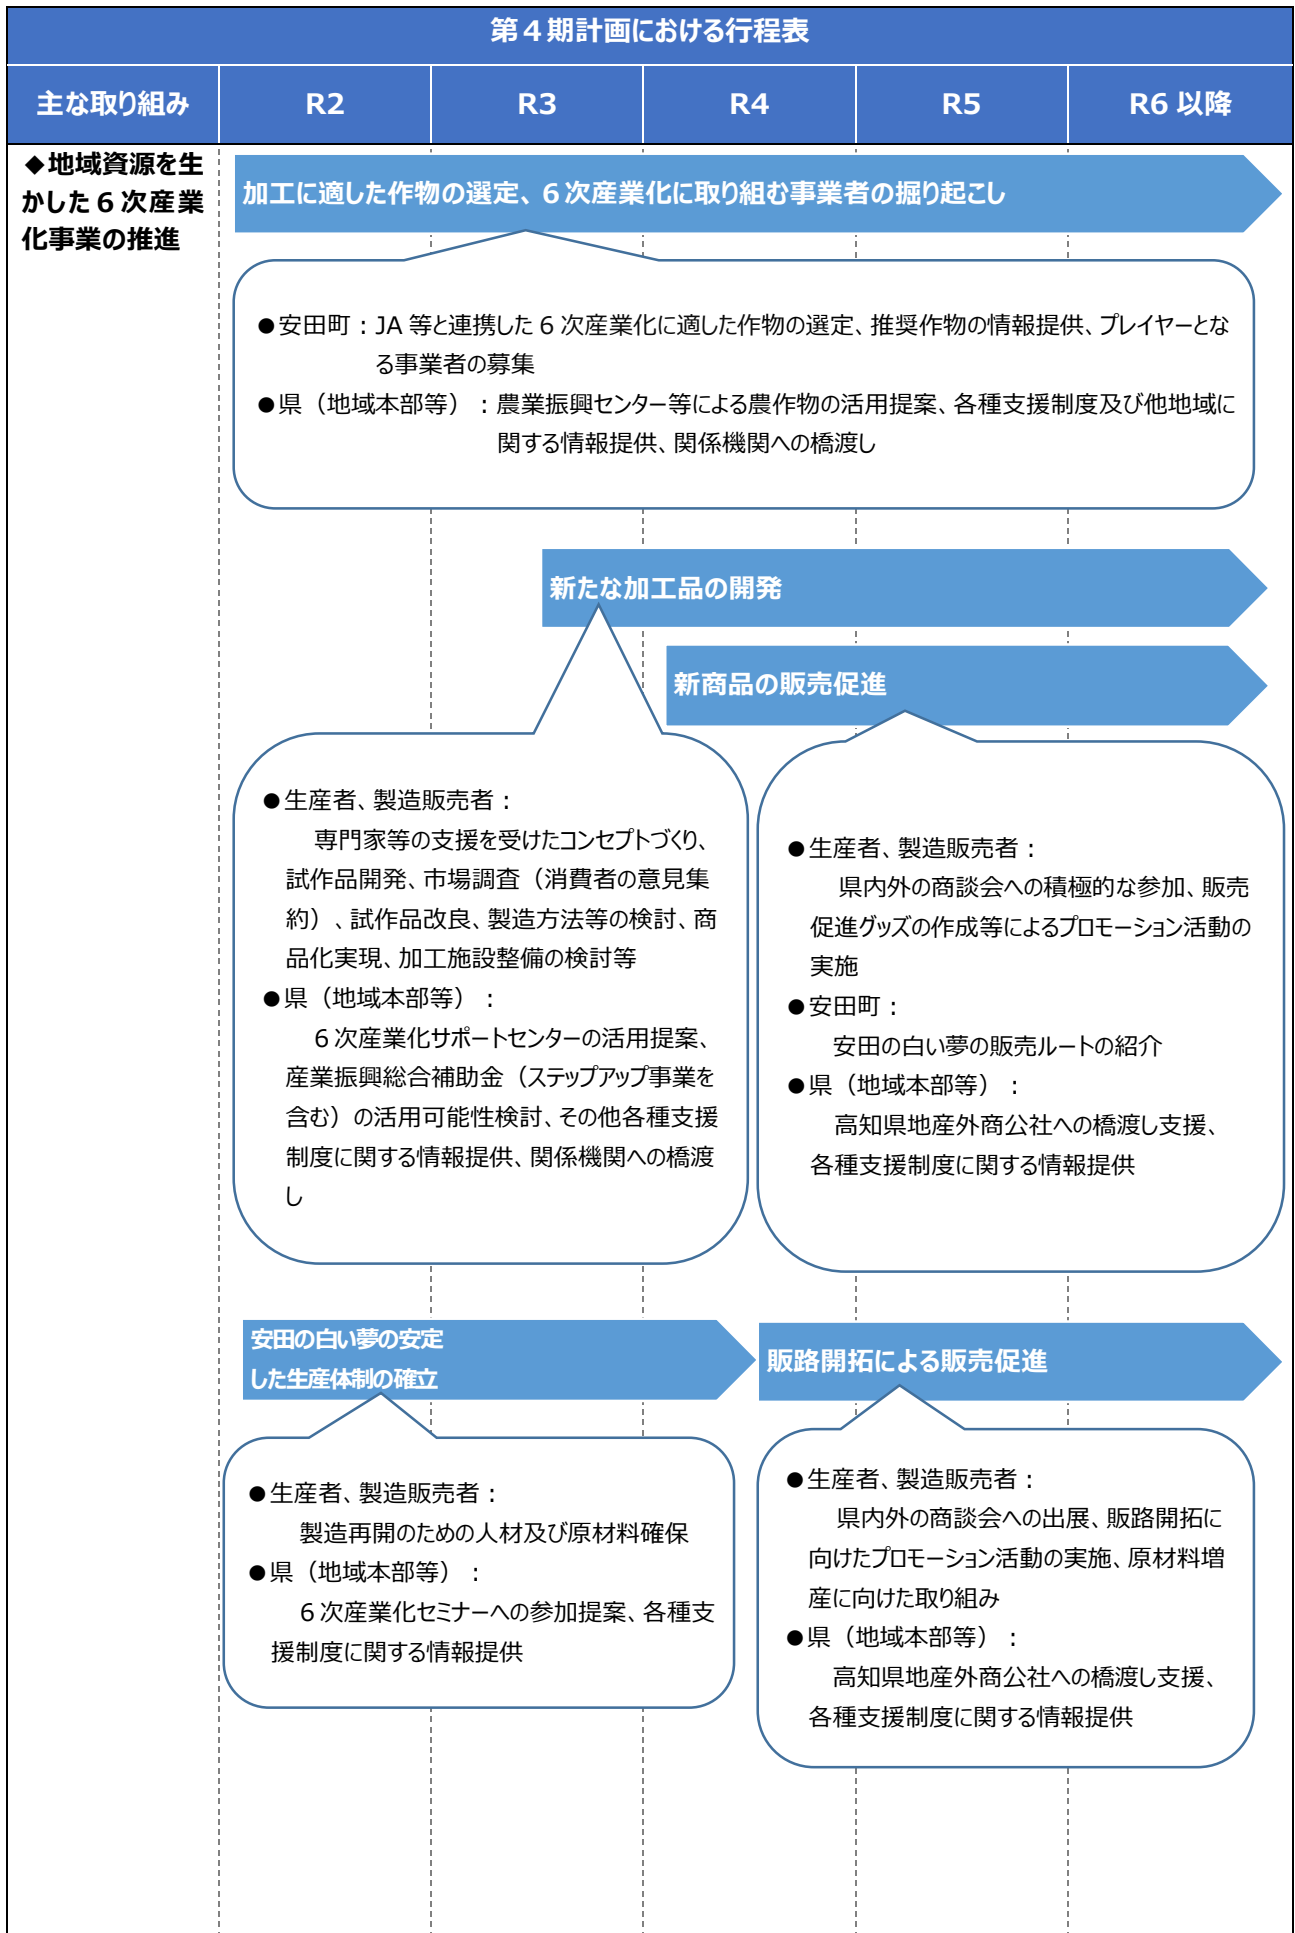 第４期計画における行程表
主な取り組み
R2
R3
R4
R5
R6 以降
◆地域資源を生
かした６次産業
化事業の推進
加工に適した作物の選定、６次産業化に取り組む事業者の掘り起こし
●安田町：JA 等と連携した６次産業化に適した作物の選定、推奨作物の情報提供、プレイヤーとな
る事業者の募集
●県（地域本部等）：農業振興センター等による農作物の活用提案、各種支援制度及び他地域に
関する情報提供、関係機関への橋渡し
新たな加工品の開発
新商品の販売促進
●生産者、製造販売者：
専門家等の支援を受けたコンセプトづくり、
試作品開発、市場調査（消費者の意見集
約）、試作品改良、製造方法等の検討、商
品化実現、加工施設整備の検討等
●県（地域本部等）：
６次産業化サポートセンターの活用提案、
産業振興総合補助金（ステップアップ事業を
含む）の活用可能性検討、その他各種支援
制度に関する情報提供、関係機関への橋渡
し
●生産者、製造販売者：
県内外の商談会への積極的な参加、販売
促進グッズの作成等によるプロモーション活動の
実施
●安田町：
安田の白い夢の販売ルートの紹介
●県（地域本部等）：
高知県地産外商公社への橋渡し支援、
各種支援制度に関する情報提供
安田の白い夢の安定
した生産体制の確立
販路開拓による販売促進
●生産者、製造販売者：
製造再開のための人材及び原材料確保
●県（地域本部等）：
６次産業化セミナーへの参加提案、各種支
援制度に関する情報提供
●生産者、製造販売者：
県内外の商談会への出展、販路開拓に
向けたプロモーション活動の実施、原材料増
産に向けた取り組み
●県（地域本部等）：
高知県地産外商公社への橋渡し支援、
各種支援制度に関する情報提供